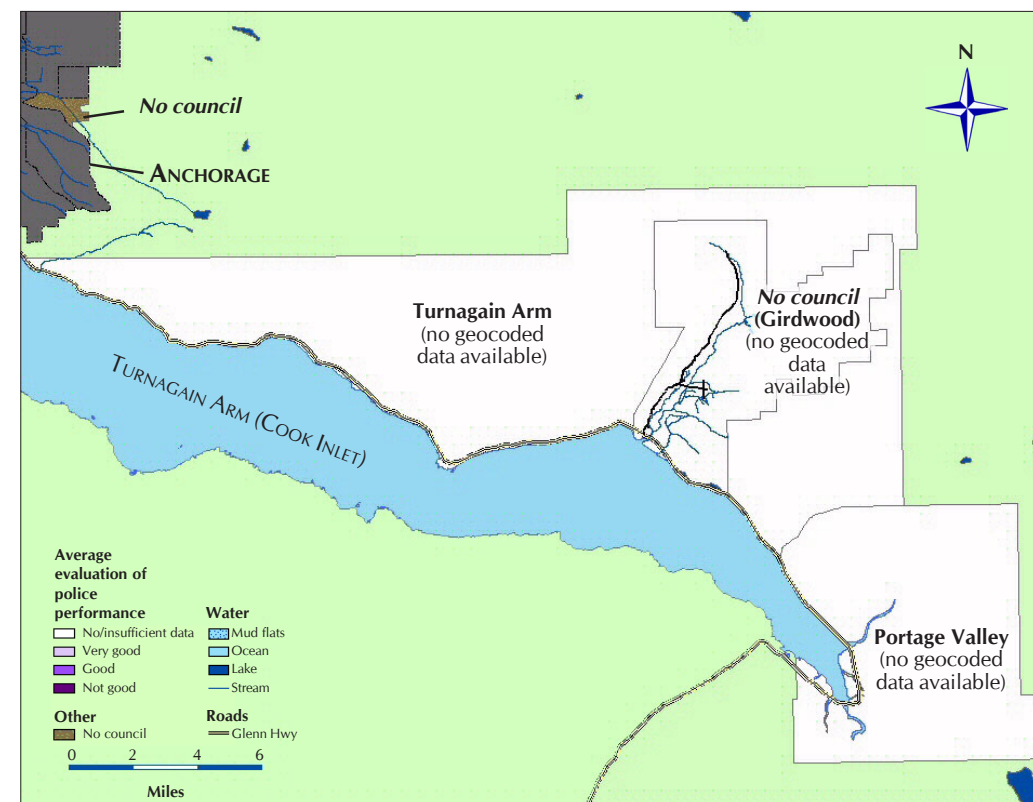 N
No council
ANCHORAGE
Turnagain Arm
(no geocoded
data available)
No council
(Girdwood)
(no geocoded
data
available)
TURNAGAIN ARM (COOK INLET)
Portage Valley
(no geocoded
data available)
Average
evaluation of
police
performance
No/insufficient data
Very good
Good
Not good
Water
Mud flats
Ocean
Lake
Stream
Other
No council
Roads
Glenn Hwy
0 2 4 6
Miles